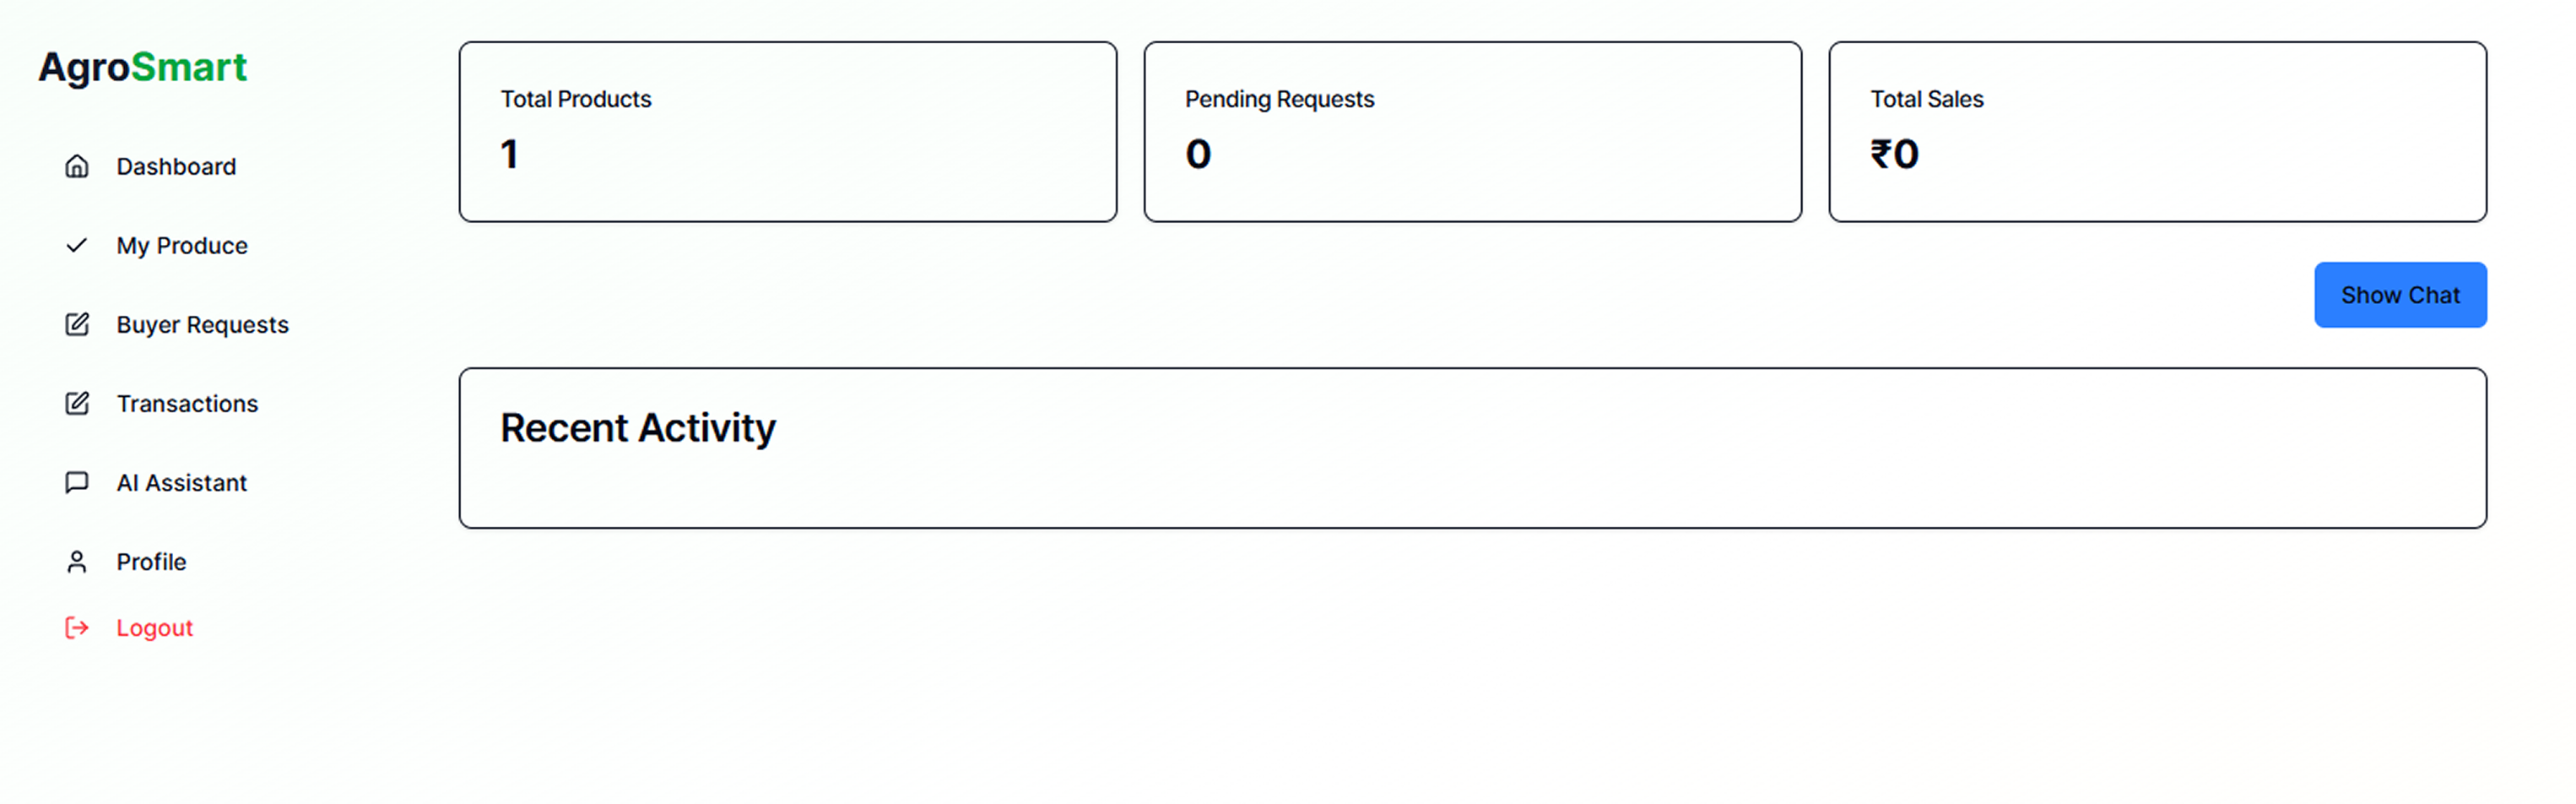 AgroSmart
Dashboard
My Produce
Buyer Requests
Transactions
AI Assistant
Profile
Logout
Total Products
1
Pending Requests
0
Total Sales
₹0
Show Chat
Recent Activity